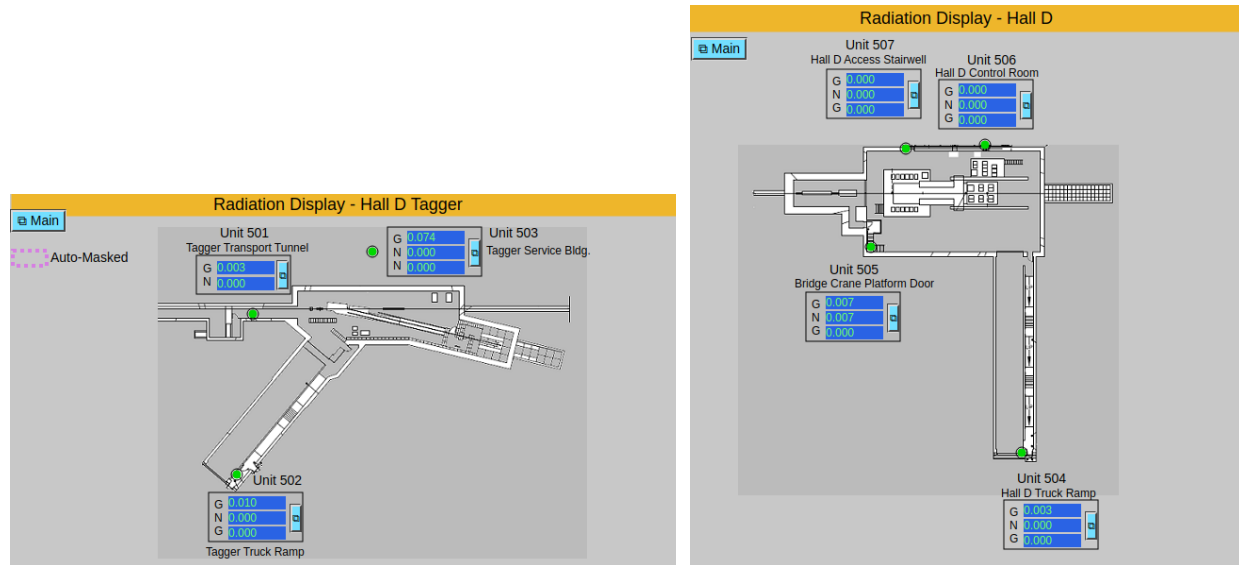 Radiation Display - Hall D Tagger
Main
Auto-Masked
Unit 501
Tagger Transport Tunnel
G 0.003
N 0.000
Unit 503
Tagger Service Bldg.
G 0.074
N 0.000
N 0.000
Unit 502
G 0.010
N 0.000
G 0.000
Tagger Truck Ramp
Radiation Display - Hall D
Main
Unit 507
Hall D Access Stairwell
G 0.000
N 0.000
G 0.000
Unit 506
Hall D Control Room
G 0.000
N 0.000
G 0.000
Unit 505
Bridge Crane Platform Door
G 0.007
N 0.007
G 0.000
Unit 504
Hall D Truck Ramp
G 0.003
N 0.000
G 0.000